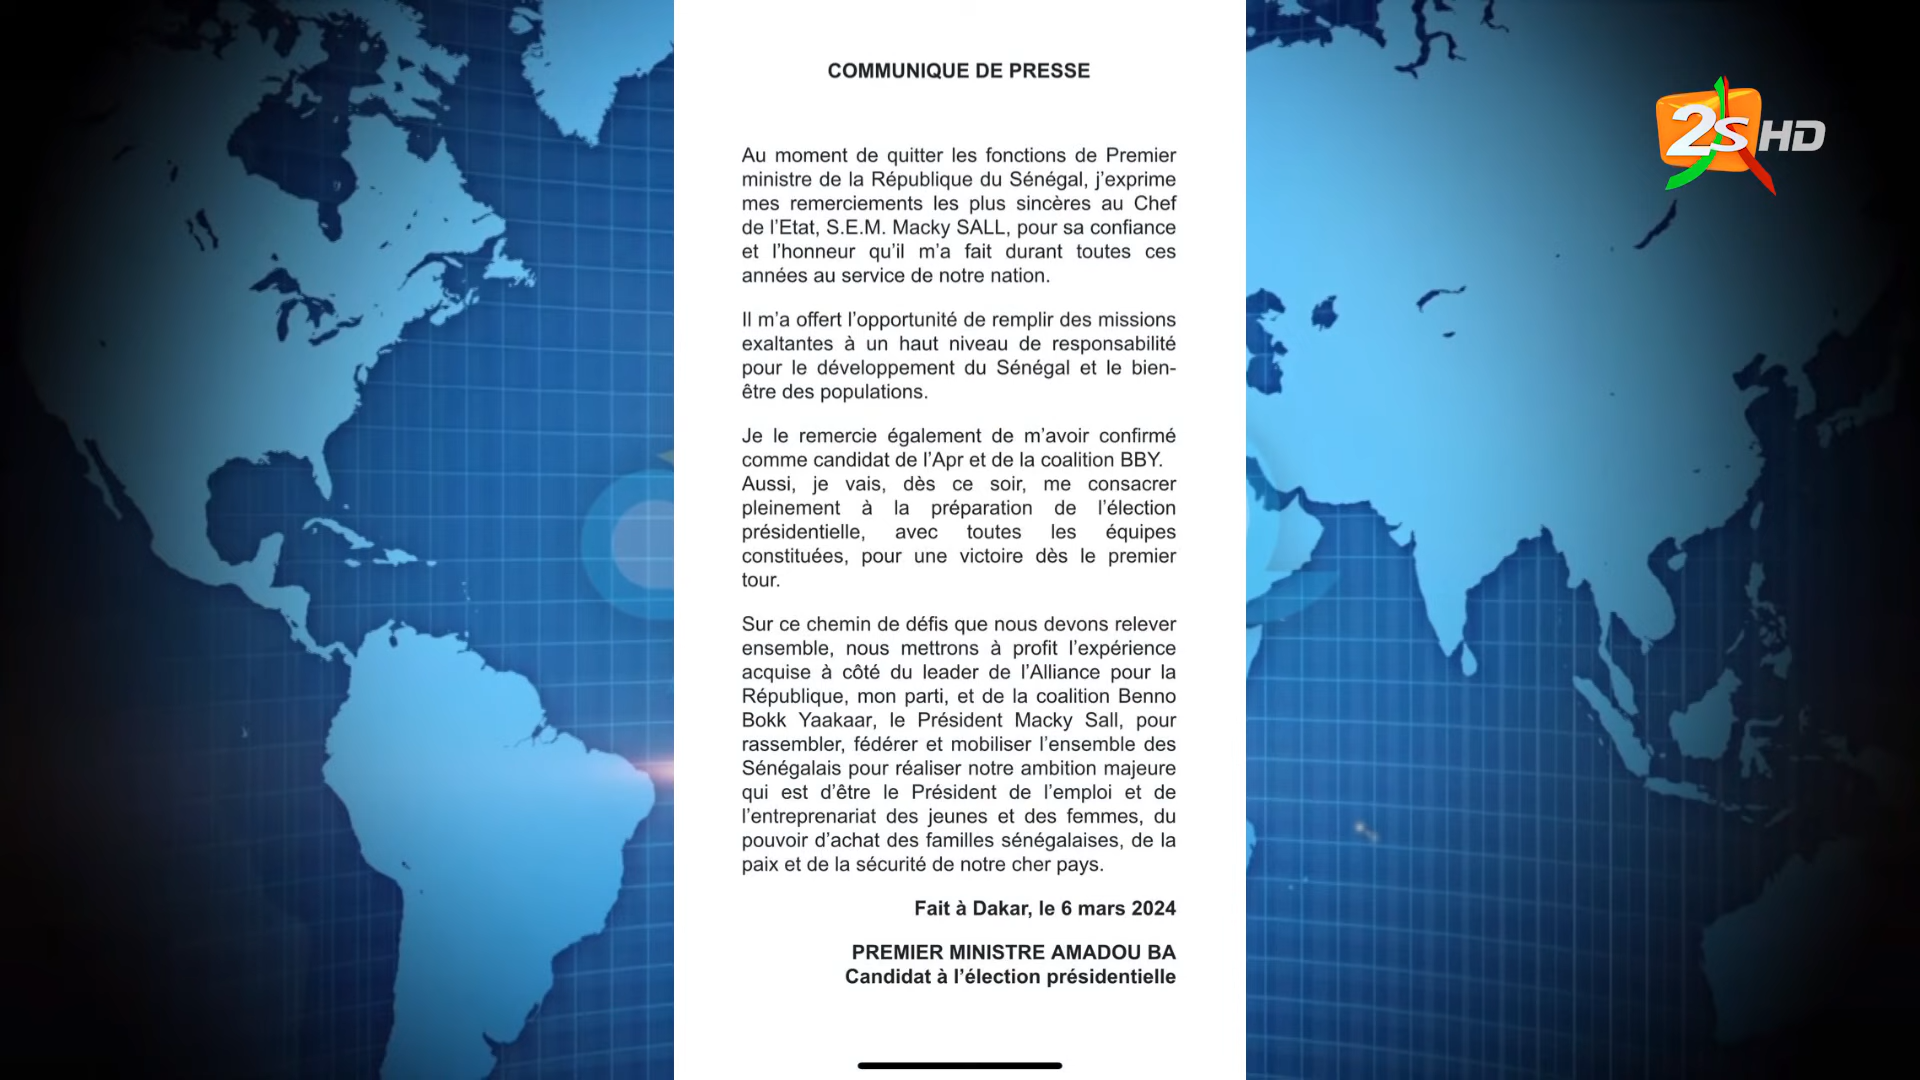 COMMUNIQUE DE PRESSE
2S HD
Au moment de quitter les fonctions de Premier
ministre de la République du Sénégal, j'exprime
mes remerciements les plus sincères au Chef
de l'Etat, S.E.M. Macky SALL, pour sa confiance
et l'honneur qu'il m'a fait durant toutes ces
années au service de notre nation.
Il m'a offert l'opportunité de remplir des missions
exaltantes à un haut niveau de responsabilité
pour le développement du Sénégal et le bien-
être des populations.
Je le remercie également de m'avoir confirmé
comme candidat de l'Apr et de la coalition BBY.
Aussi, je vais, dès ce soir, me consacrer
pleinement à la préparation de l'élection
présidentielle, avec toutes les équipes
constituées, pour une victoire dès le premier
tour.
Sur ce chemin de défis que nous devons relever
ensemble, nous mettrons à profit l'expérience
acquise à côté du leader de l'Alliance pour la
République, mon parti, et de la coalition Benno
Bokk Yaakaar, le Président Macky Sall, pour
rassembler, fédérer et mobiliser l'ensemble des
Sénégalais pour réaliser notre ambition majeure
qui est d'être le Président de l'emploi et de
l'entreprenariat des jeunes et des femmes, du
pouvoir d'achat des familles sénégalaises, de la
paix et de la sécurité de notre cher pays.
Fait à Dakar, le 6 mars 2024
PREMIER MINISTRE AMADOU BA
Candidat à l'élection présidentielle